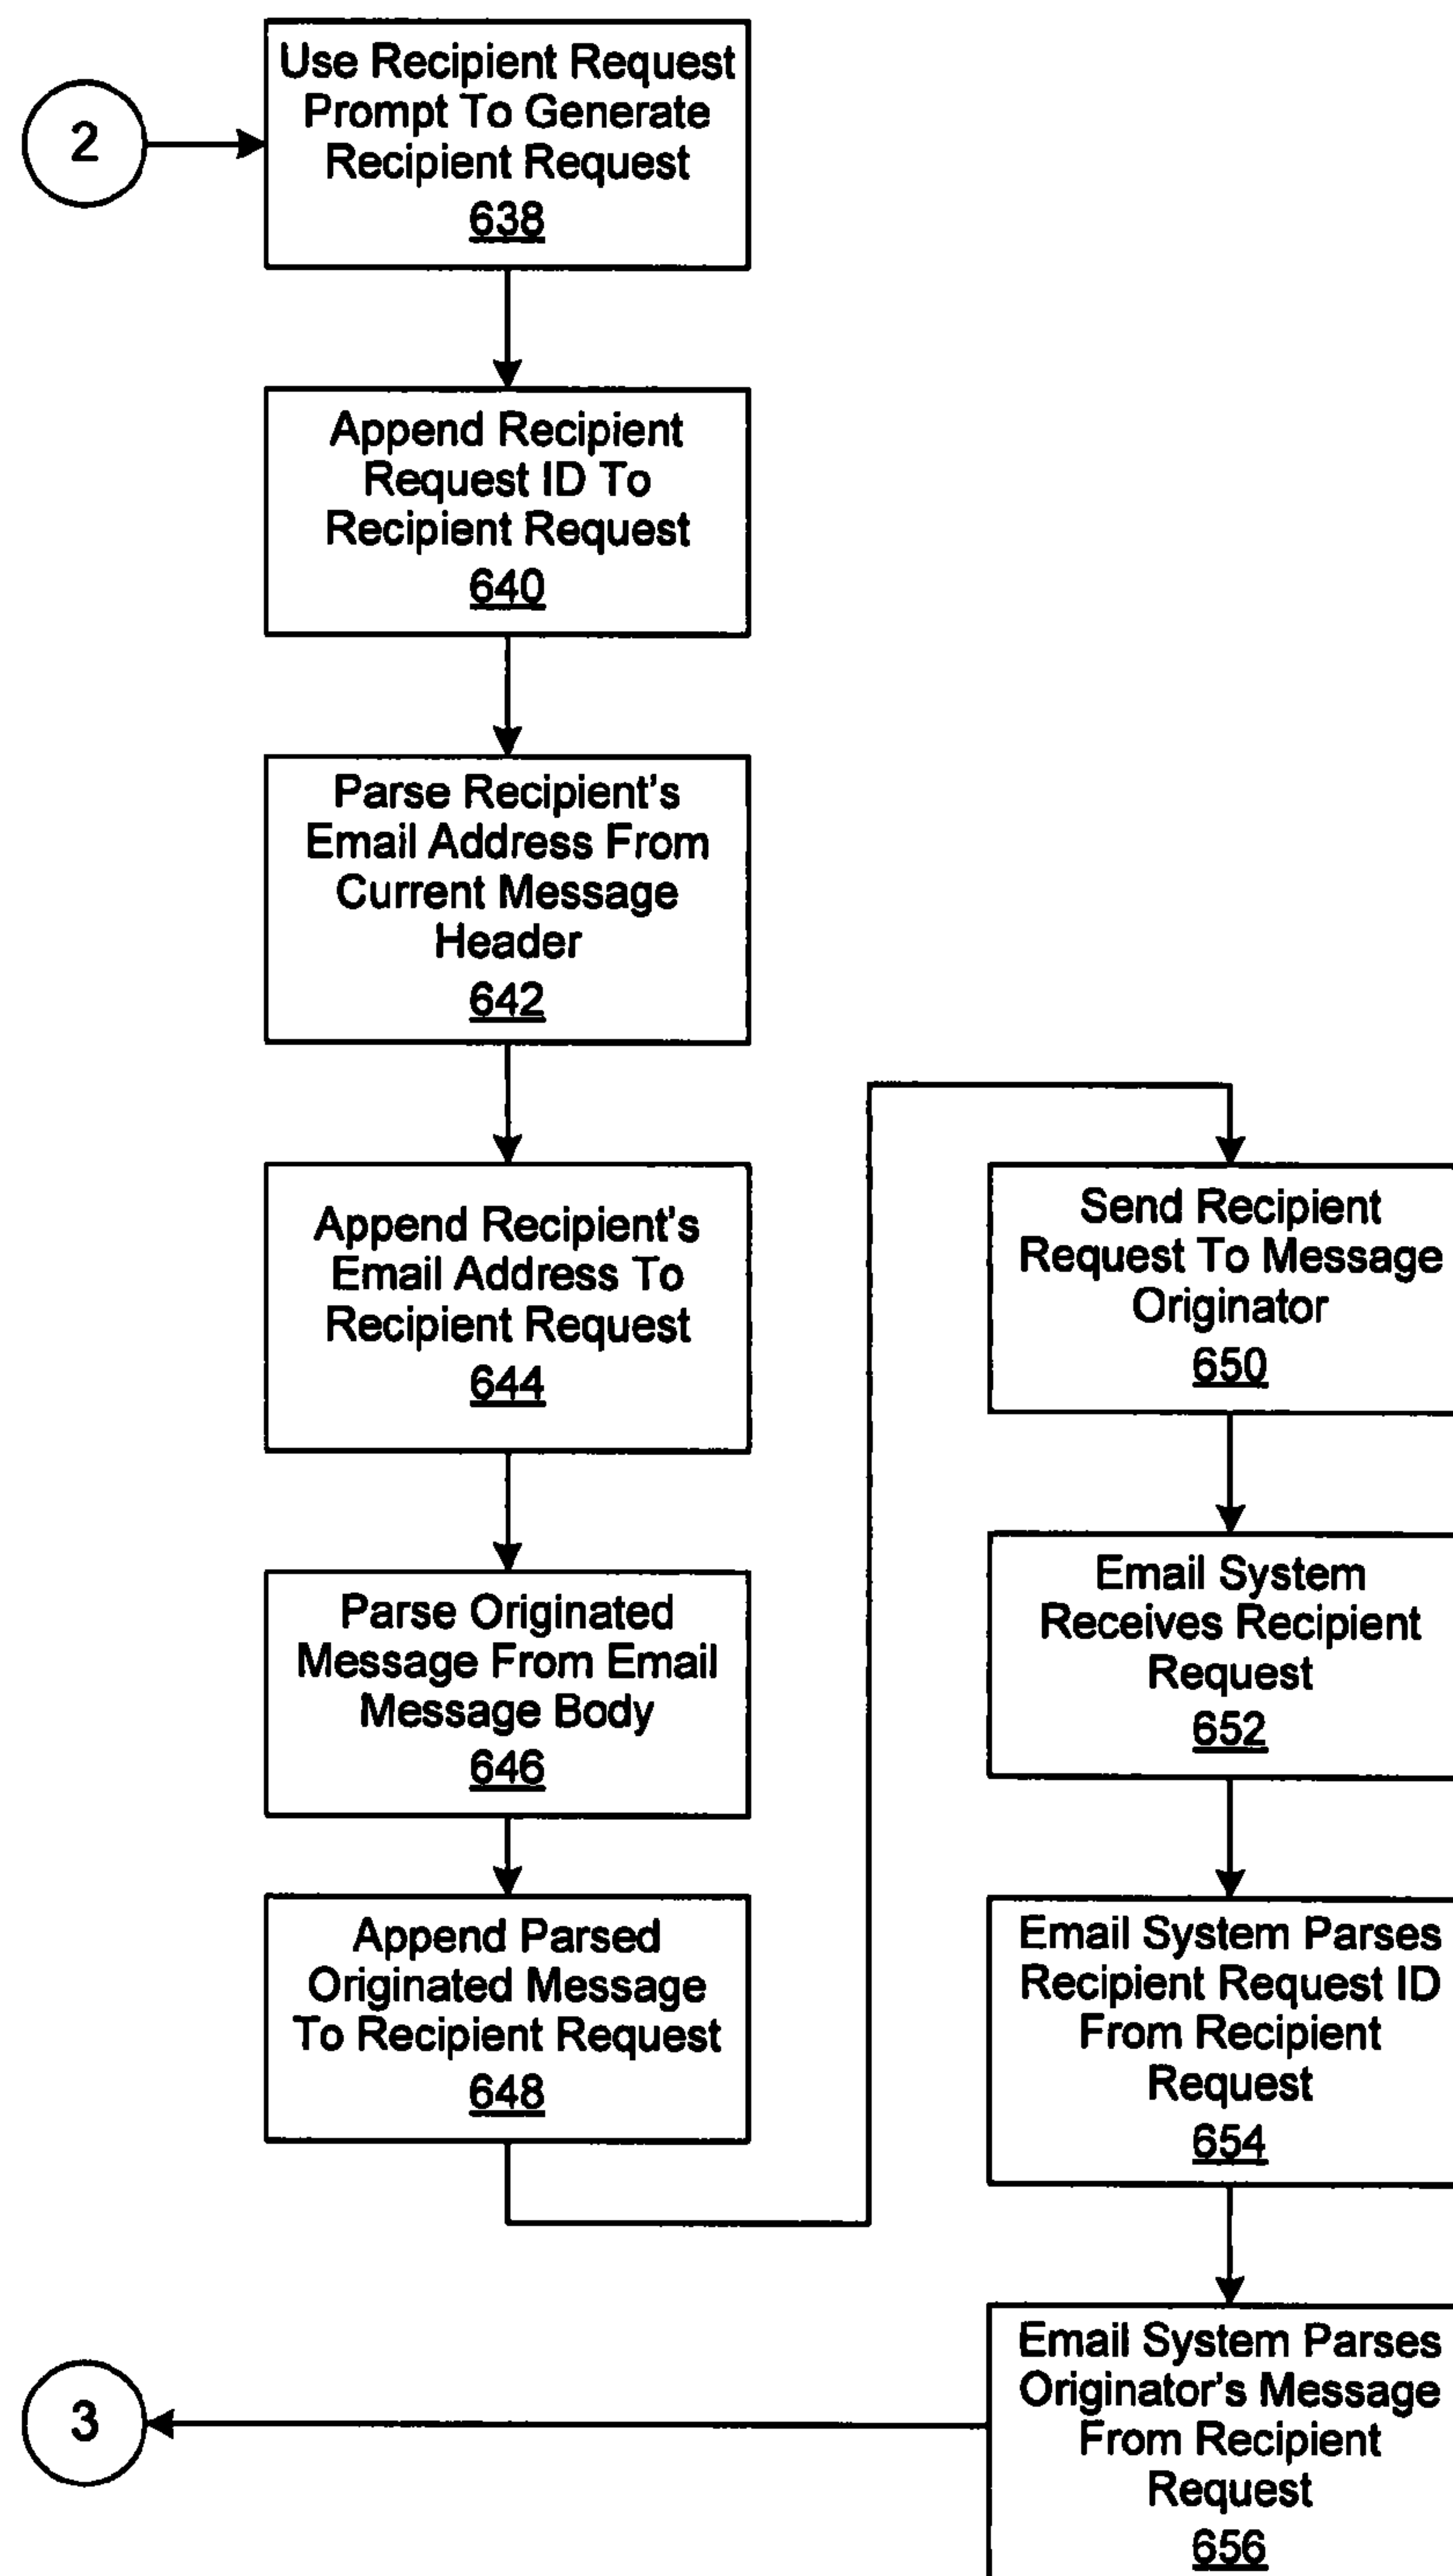 2
Use Recipient Request
Prompt To Generate
Recipient Request
638
Append Recipient
Request ID To
Recipient Request
640
Parse Recipient's
Email Address From
Current Message
Header
642
Append Recipient's
Email Address To
Recipient Request
644
Parse Originated
Message From Email
Message Body
646
Append Parsed
Originated Message
To Recipient Request
648
Send Recipient
Request To Message
Originator
650
Email System
Receives Recipient
Request
652
Email System Parses
Recipient Request ID
From Recipient
Request
654
Email System Parses
Originator's Message
From Recipient
Request
656
3